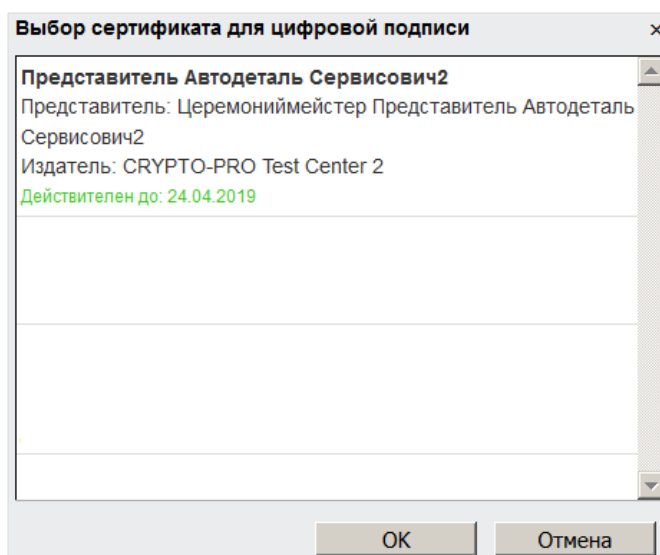 Выбор сертификата для цифровой подписи
Представитель Автодеталь Сервисович2
Представитель: Церемониймейстер Представитель Автодеталь
Сервисович2
Издатель: CRYPTO-PRO Test Center 2
Действителен до: 24.04.2019
OK
Отмена